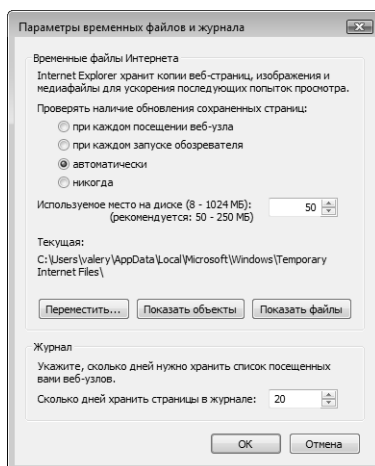 Параметры временных файлов и журнала
Временные файлы Интернета
Internet Explorer хранит копии веб-страниц, изображения и
медиафайлы для ускорения последующих попыток просмотра.
Проверять наличие обновления сохраненных страниц:
при каждом посещении веб-узла
при каждом запуске обозревателя
автоматически
никогда
Используемое место на диске (8 - 1024 МБ): 50
(рекомендуется: 50 - 250 МБ)
Текущая:
C:\Users\valery\AppData\Local\Microsoft\Windows\Temporary
Internet Files\
Переместить... Показать объекты Показать файлы
Журнал
Укажите, сколько дней нужно хранить список посещенных
вами веб-узлов.
Сколько дней хранить страницы в журнале: 20
ОК Отмена